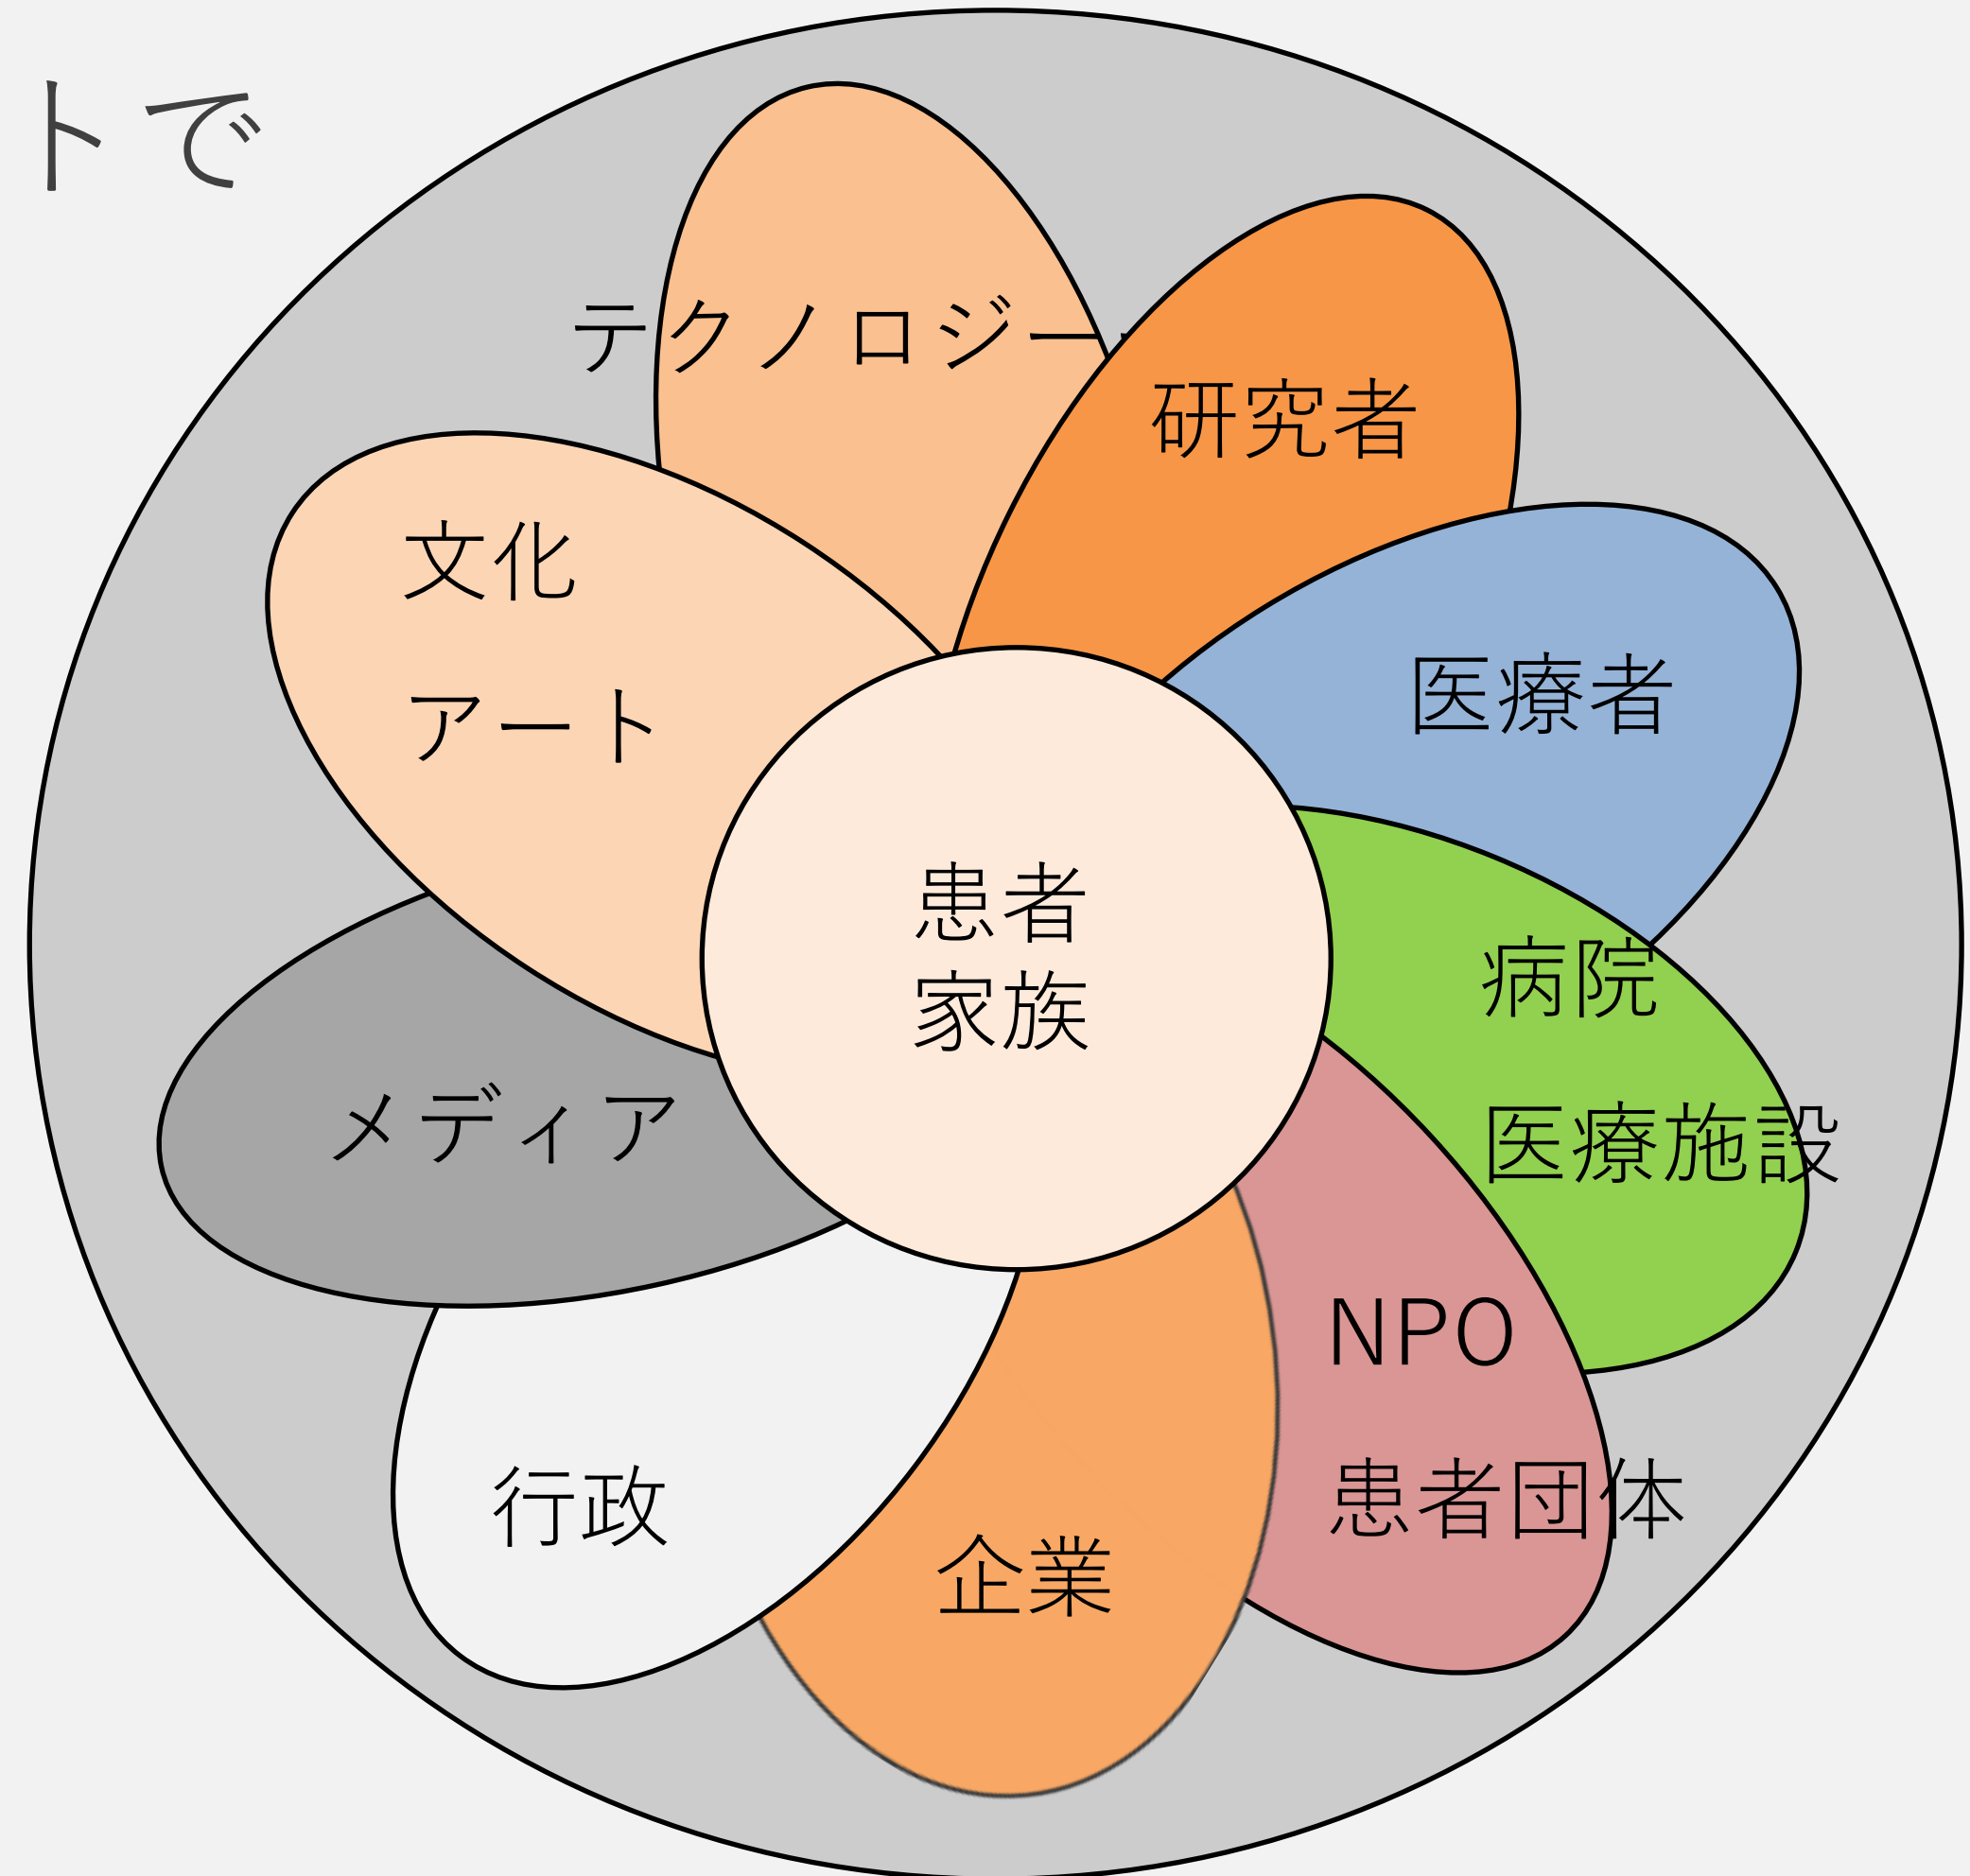 トで
テクノロジー
研究者
文化
アート
医療者
患者
家族
病院
医療施設
メディア
NPO
患者団体
行政
企業